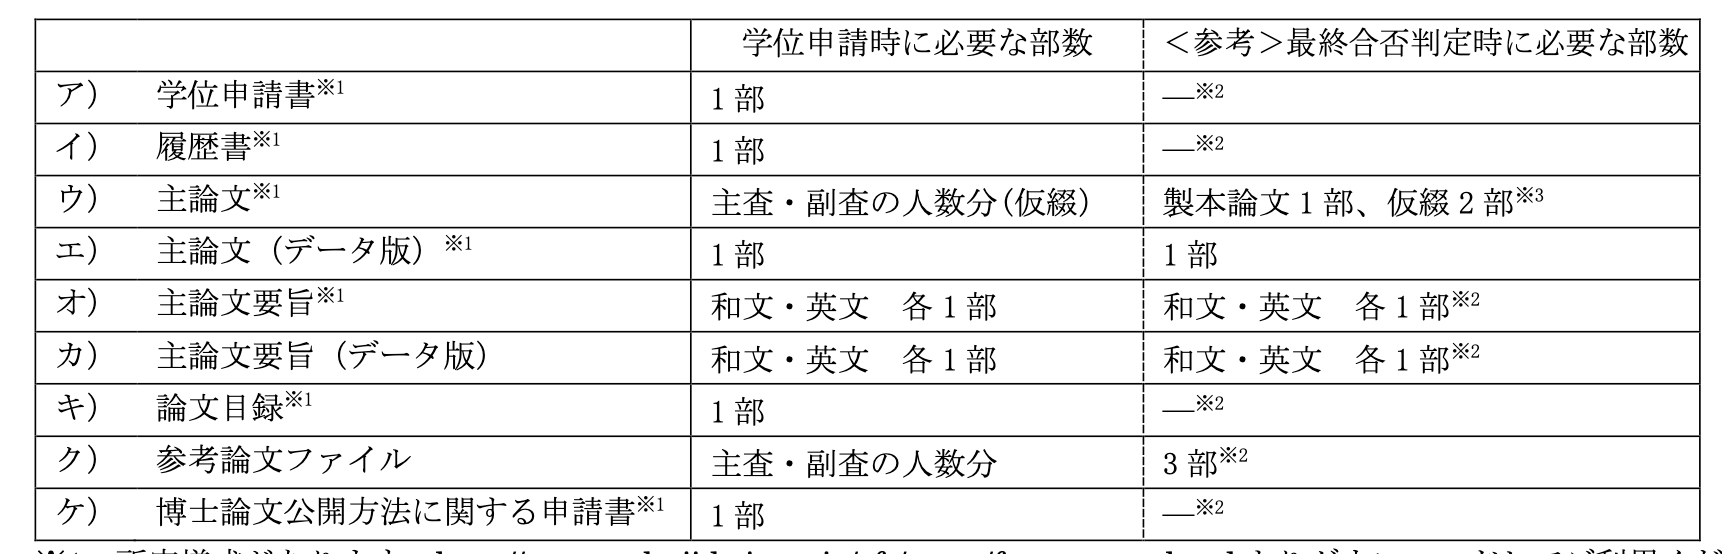 学位申請時に必要な部数 ＜参考＞最終合否判定時に必要な部数
ア） 学位申請書※1 1部 ―※2
イ） 履歴書※1 1部 ―※2
ウ） 主論文※1 主査・副査の人数分(仮綴) 製本論文1部、仮綴2部※3
エ） 主論文（データ版）※1 1部 1部
オ） 主論文要旨※1 和文・英文　各1部 和文・英文　各1部※2
カ） 主論文要旨（データ版） 和文・英文　各1部 和文・英文　各1部※2
キ） 論文目録※1 1部 ―※2
ク） 参考論文ファイル 主査・副査の人数分 3部※2
ケ） 博士論文公開方法に関する申請書※1 1部 ―※2